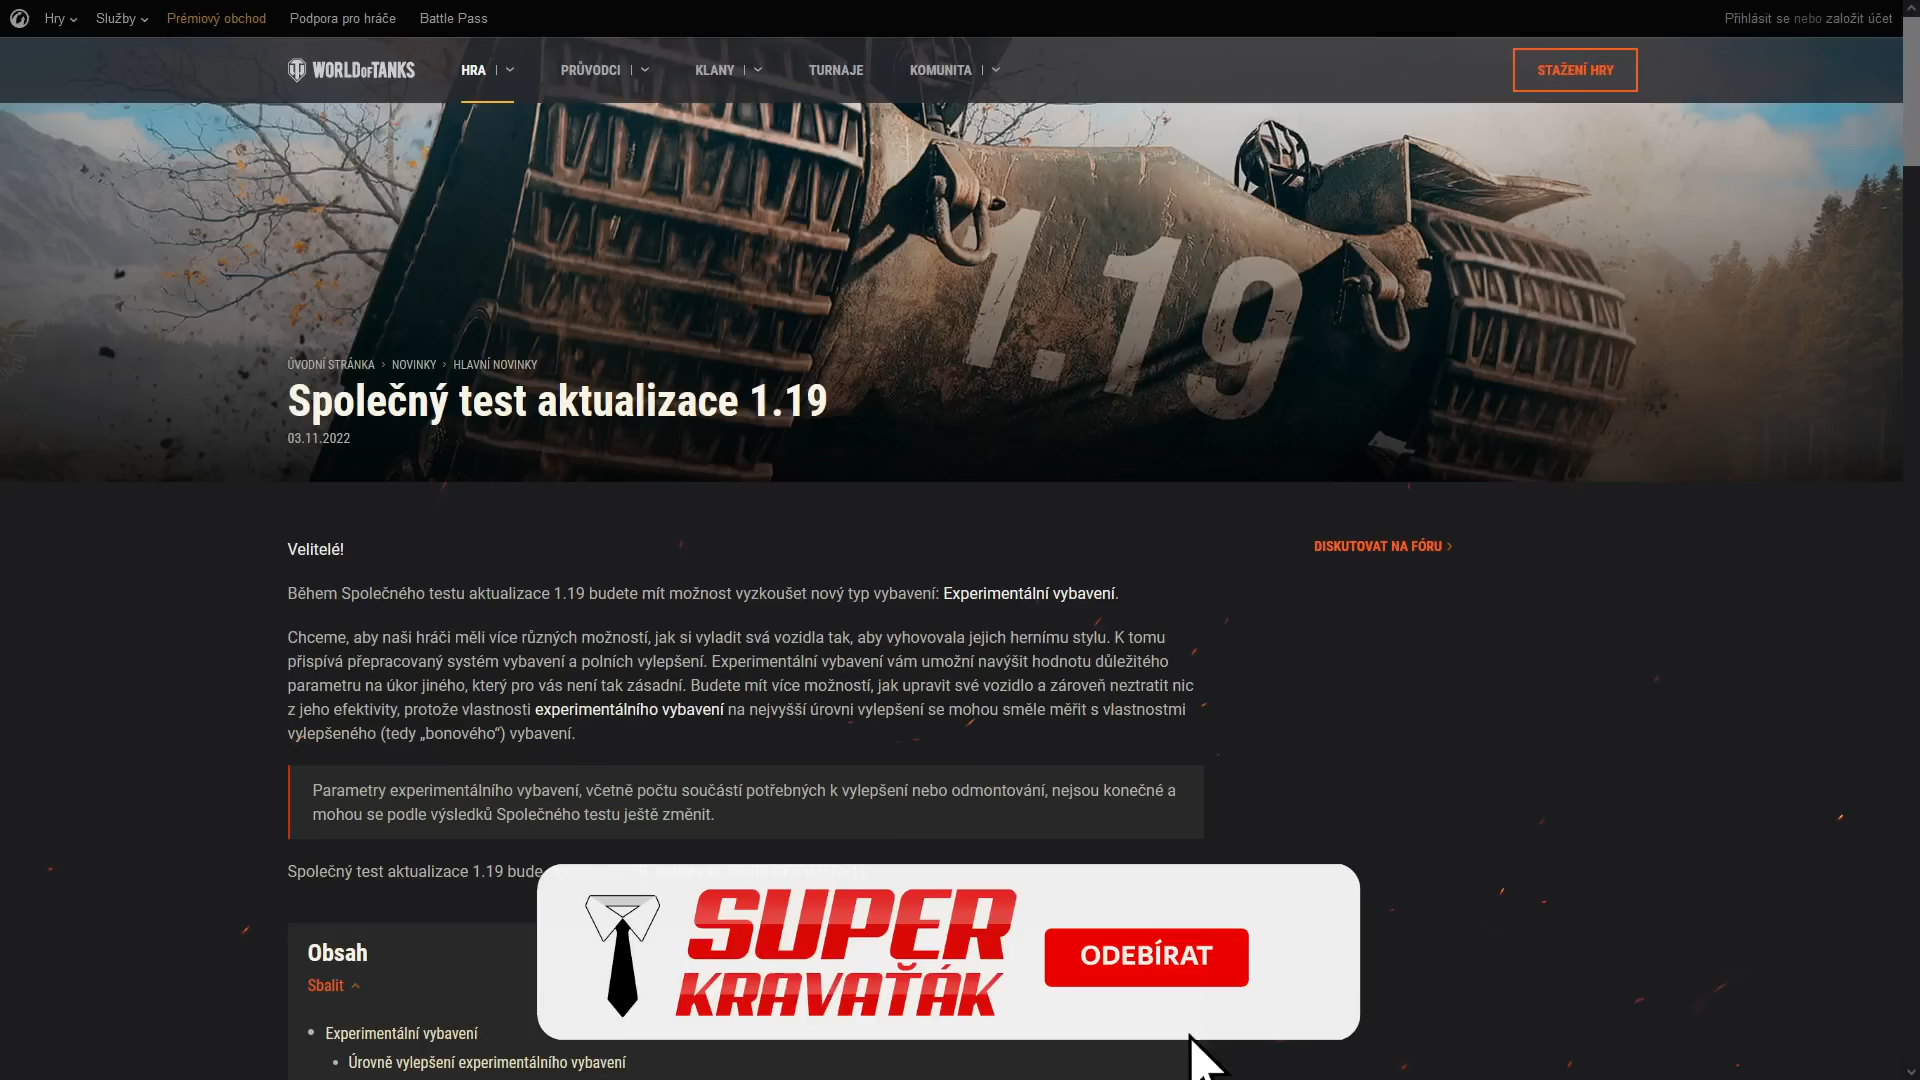 Hry Služby Prémiový obchod Podpora pro hráče Battle Pass Přihlásit se nebo založit účet
WORLD OF TANKS HRA PRŮVODCI KLANY TURNAJE KOMUNITA STAŽENÍ HRY
1.19
ÚVODNÍ STRÁNKA > NOVINKY > HLAVNÍ NOVINKY
Společný test aktualizace 1.19
03.11.2022
Velitelé!
DISKUTOVAT NA FÓRU >
Během Společného testu aktualizace 1.19 budete mít možnost vyzkoušet nový typ vybavení: Experimentální vybavení.
Chceme, aby naši hráči měli více různých možností, jak si vyladit svá vozidla tak, aby vyhovovala jejich hernímu stylu. K tomu
přispívá přepracovaný systém vybavení a polních vylepšení. Experimentální vybavení vám umožní navýšit hodnotu důležitého
parametru na úkor jiného, který pro vás není tak zásadní. Budete mít více možností, jak upravit své vozidlo a zároveň neztratit nic
z jeho efektivity, protože vlastnosti experimentálního vybavení na nejvyšší úrovni vylepšení se mohou směle měřit s vlastnostmi
vylepšeného (tedy „bonového“) vybavení.
Parametry experimentálního vybavení, včetně počtu součástí potřebných k vylepšení nebo odmontování, nejsou konečné a
mohou se podle výsledků Společného testu ještě změnit.
Společný test aktualizace 1.19 bude
SUPER
KRAVAŤÁK
ODEBÍRAT
Obsah
Sbalit
Experimentální vybavení
Úrovně vylepšení experimentálního vybavení